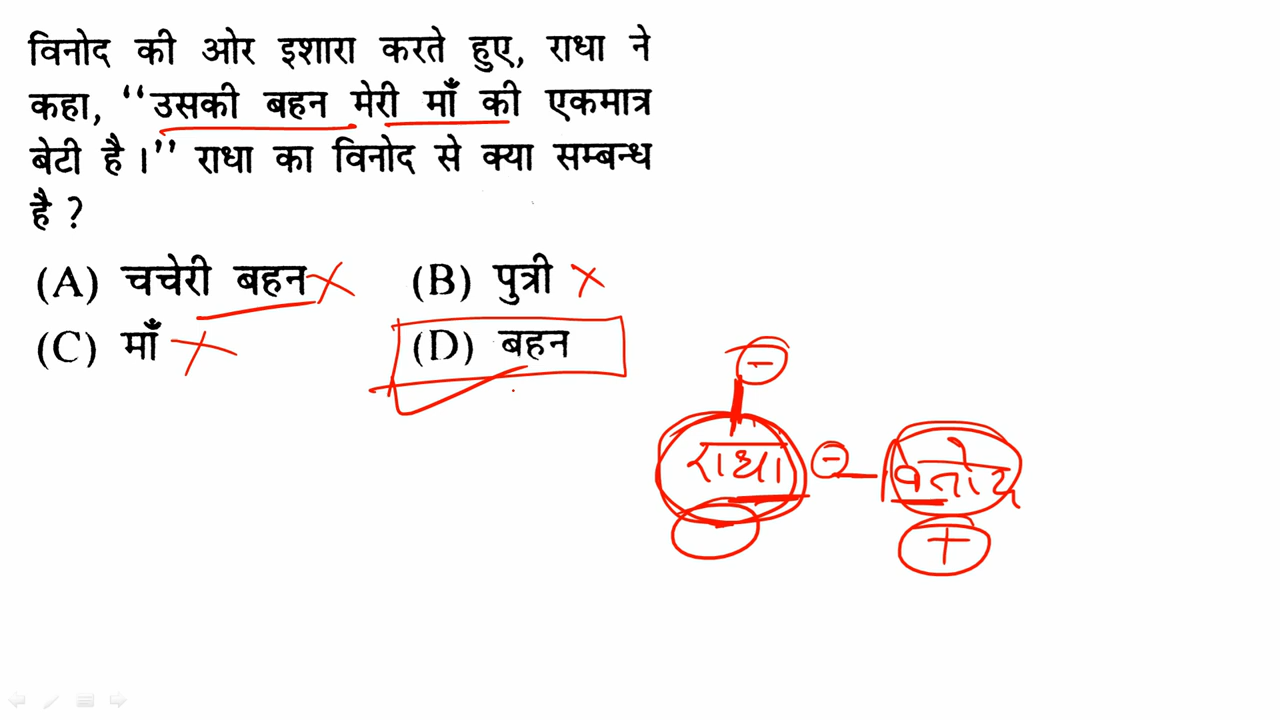 विनोद की ओर इशारा करते हुए, राधा ने
कहा, ‘‘उसकी बहन मेरी माँ की एकमात्र
बेटी है।’’ राधा का विनोद से क्या सम्बन्ध
है ?
(A) चचेरी बहन (B) पुत्री
(C) माँ (D) बहन
−
राधा − विनोद
+